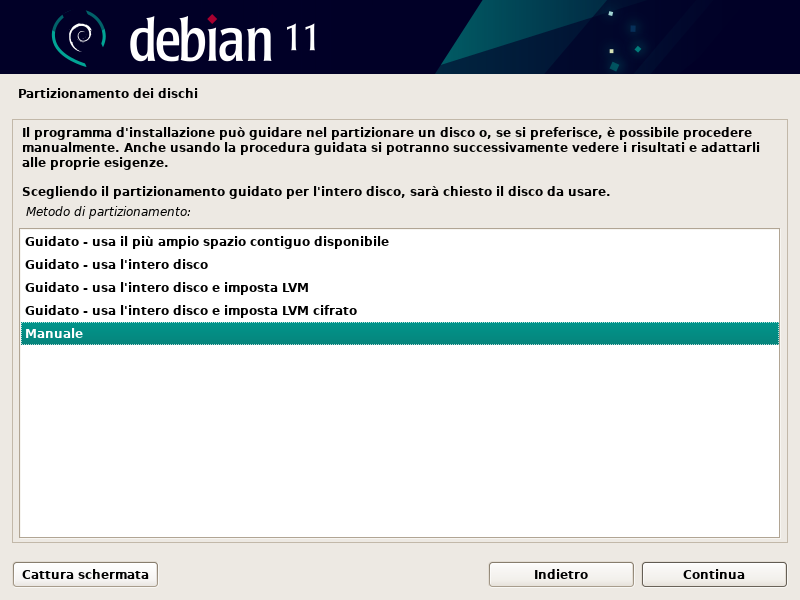 debian 11
Partizionamento dei dischi
Il programma d'installazione può guidare nel partizionare un disco o, se si preferisce, è possibile procedere
manualmente. Anche usando la procedura guidata si potranno successivamente vedere i risultati e adattarli
alle proprie esigenze.
Scegliendo il partizionamento guidato per l'intero disco, sarà chiesto il disco da usare.
Metodo di partizionamento:
Guidato - usa il più ampio spazio contiguo disponibile
Guidato - usa l'intero disco
Guidato - usa l'intero disco e imposta LVM
Guidato - usa l'intero disco e imposta LVM cifrato
Manuale
Cattura schermata
Indietro
Continua